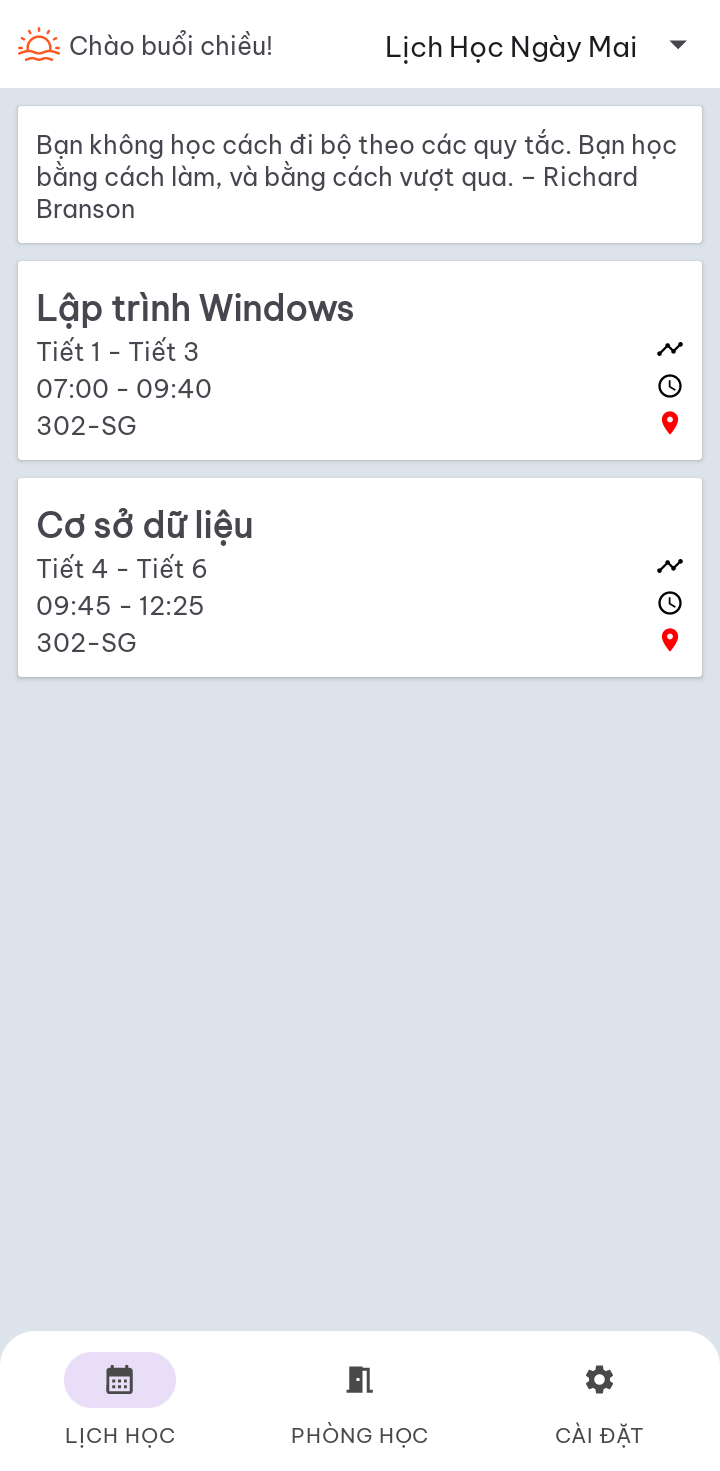 Chào buổi chiều!
Lịch Học Ngày Mai
Bạn không học cách đi bộ theo các quy tắc. Bạn học
bằng cách làm, và bằng cách vượt qua. – Richard
Branson
Lập trình Windows
Tiết 1 - Tiết 3
07:00 - 09:40
302-SG
Cơ sở dữ liệu
Tiết 4 - Tiết 6
09:45 - 12:25
302-SG
LỊCH HỌC
PHÒNG HỌC
CÀI ĐẶT